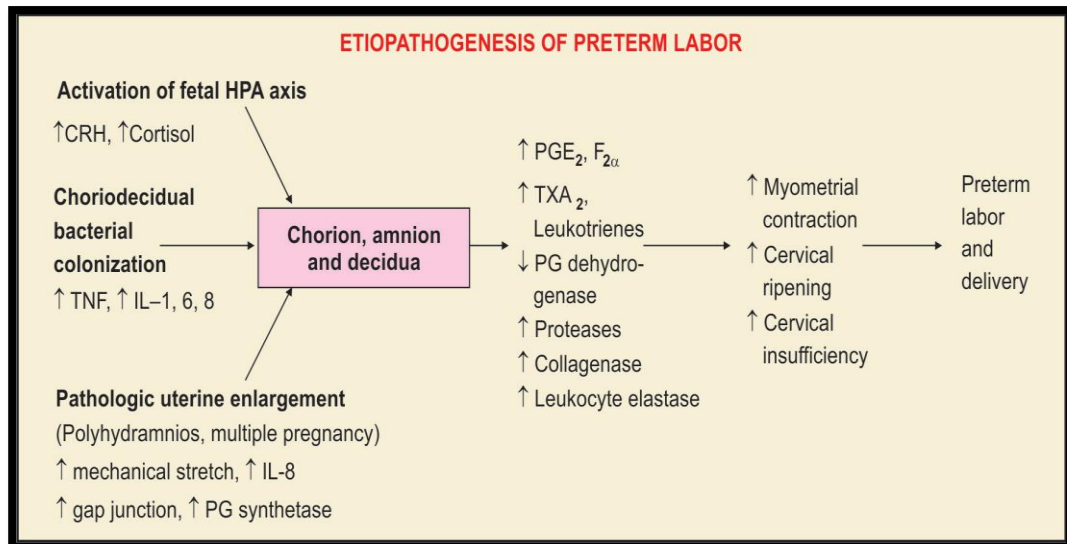 ETIOPATHOGENESIS OF PRETERM LABOR
Activation of fetal HPA axis
↑CRH, ↑Cortisol
Choriodecidual
bacterial
colonization
↑ TNF, ↑ IL–1, 6, 8
Pathologic uterine enlargement
(Polyhydramnios, multiple pregnancy)
↑ mechanical stretch, ↑ IL-8
↑ gap junction, ↑ PG synthetase
Chorion, amnion
and decidua
↑ PGE₂, F₂α
↑ TXA ₂,
Leukotrienes
↓ PG dehydro-
genase
↑ Proteases
↑ Collagenase
↑ Leukocyte elastase
↑ Myometrial
contraction
↑ Cervical
ripening
↑ Cervical
insufficiency
Preterm
labor
and
delivery